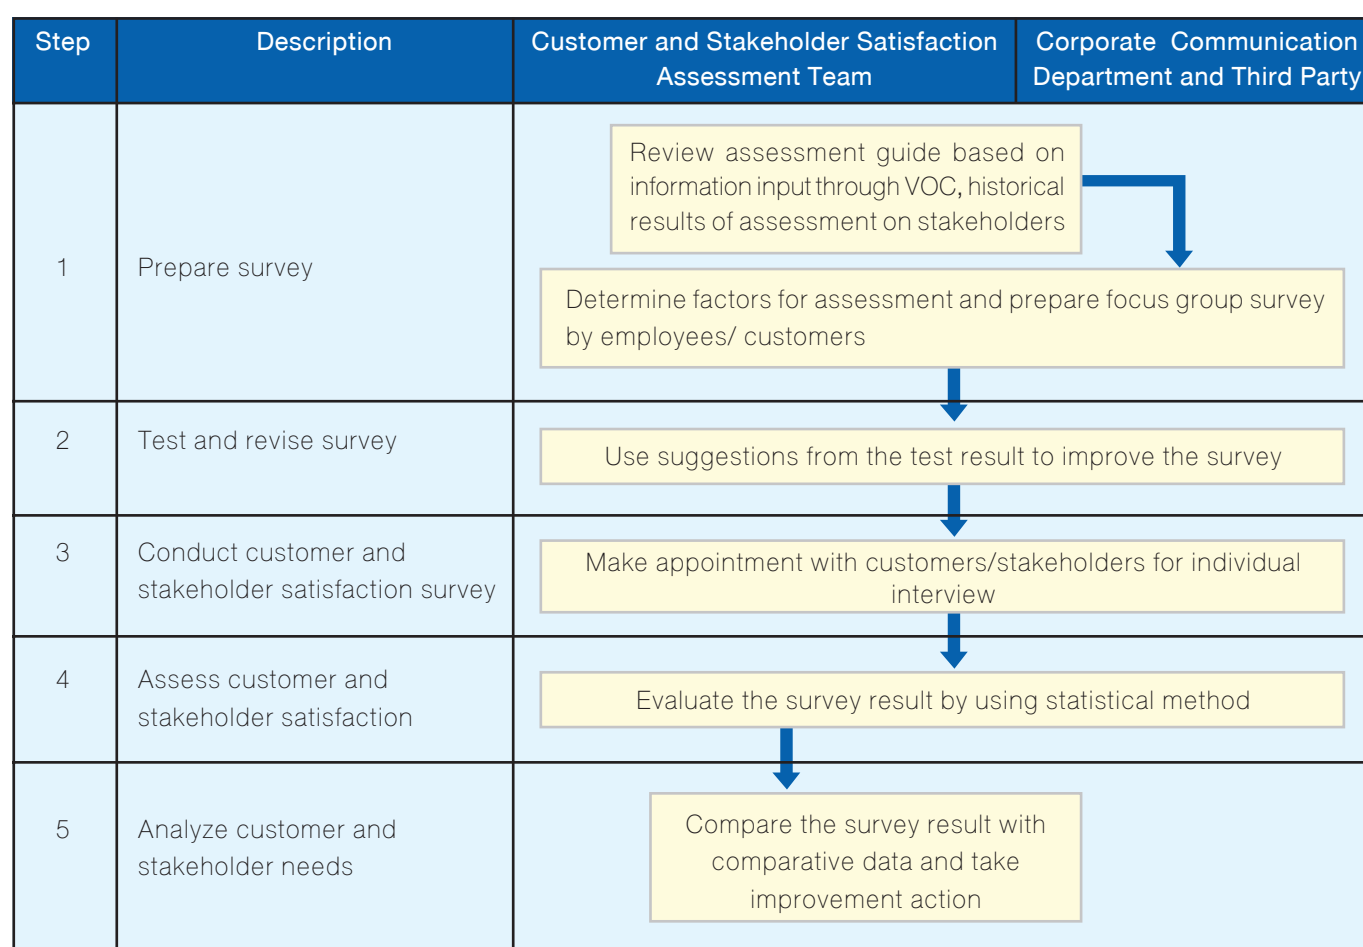 Step
Description
Customer and Stakeholder Satisfaction
Assessment Team
Corporate Communication
Department and Third Party
1
Prepare survey
Review assessment guide based on
information input through VOC, historical
results of assessment on stakeholders
Determine factors for assessment and prepare focus group survey
by employees/ customers
2
Test and revise survey
Use suggestions from the test result to improve the survey
3
Conduct customer and
stakeholder satisfaction survey
Make appointment with customers/stakeholders for individual
interview
4
Assess customer and
stakeholder satisfaction
Evaluate the survey result by using statistical method
5
Analyze customer and
stakeholder needs
Compare the survey result with
comparative data and take
improvement action